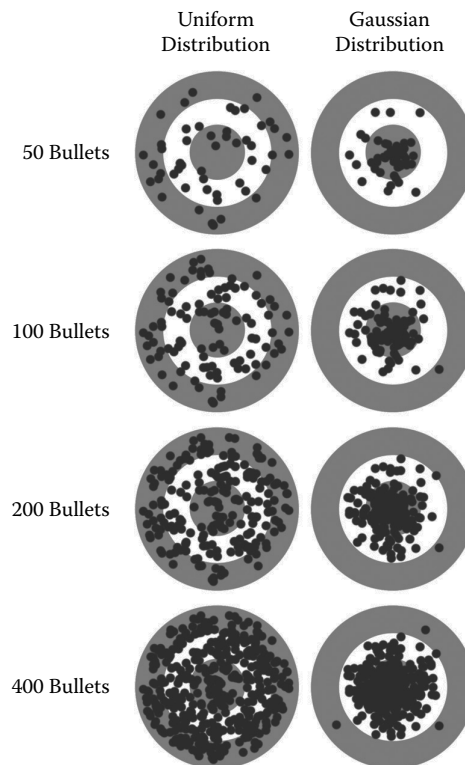 Uniform
Distribution
Gaussian
Distribution
50 Bullets
100 Bullets
200 Bullets
400 Bullets